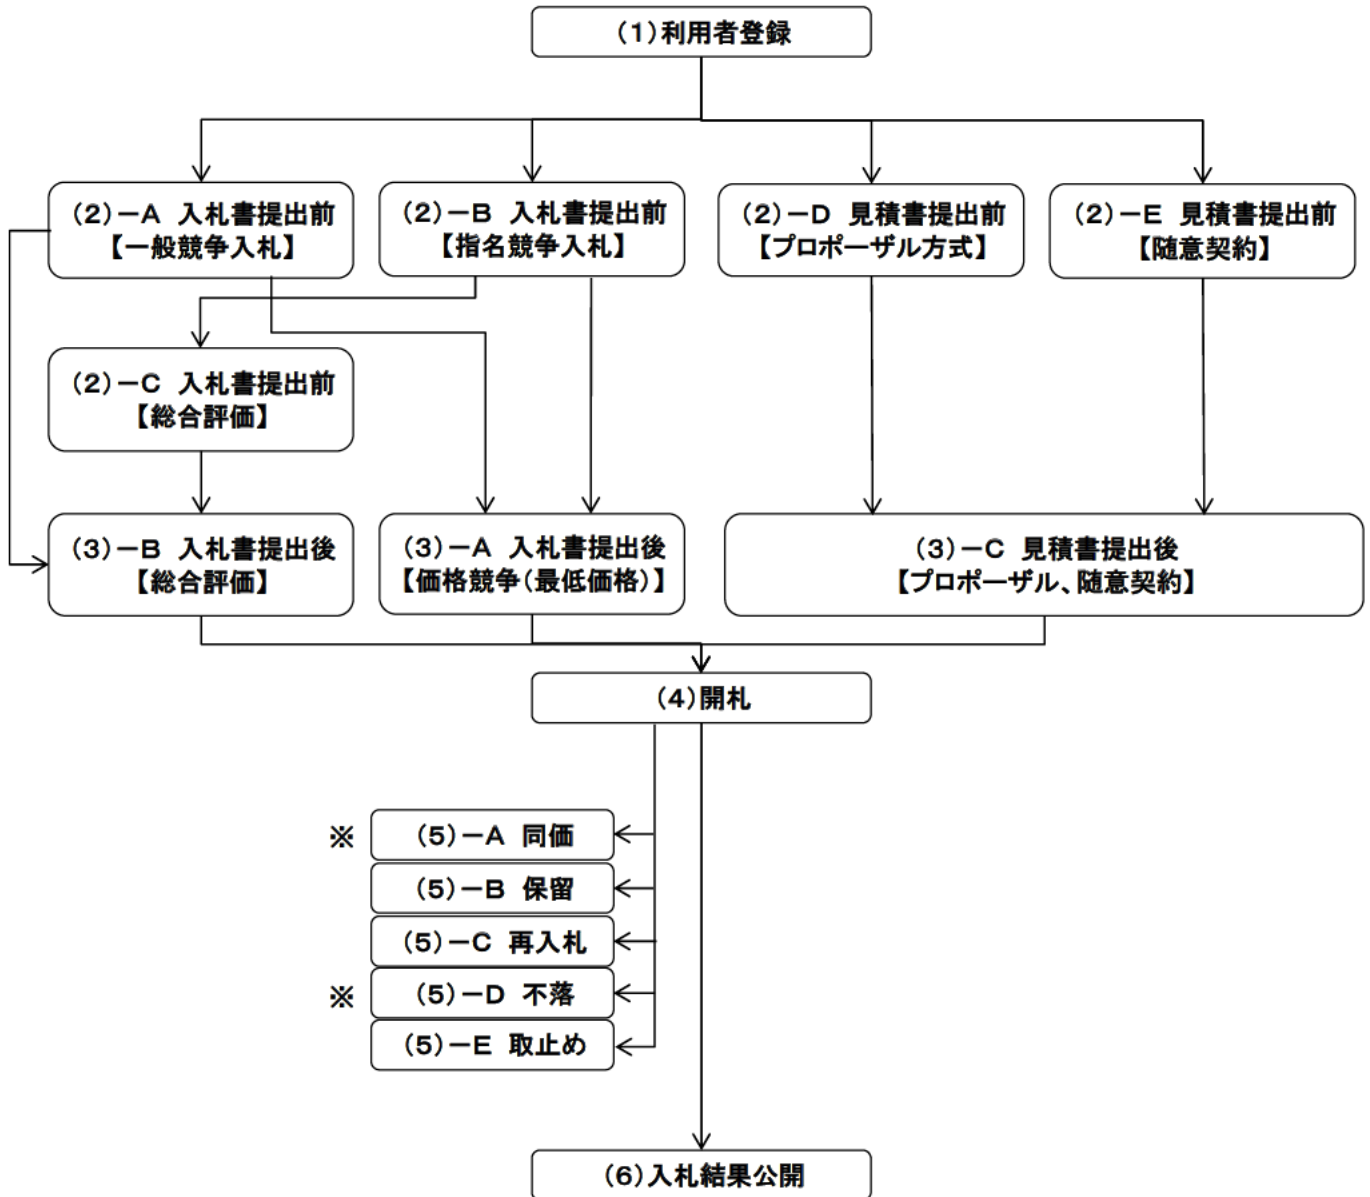 (1)利用者登録
(2)－A 入札書提出前
【一般競争入札】
(2)－B 入札書提出前
【指名競争入札】
(2)－D 見積書提出前
【プロポーザル方式】
(2)－E 見積書提出前
【随意契約】
(2)－C 入札書提出前
【総合評価】
(3)－B 入札書提出後
【総合評価】
(3)－A 入札書提出後
【価格競争(最低価格)】
(3)－C 見積書提出後
【プロポーザル、随意契約】
(4)開札
※ (5)－A 同価
(5)－B 保留
(5)－C 再入札
※ (5)－D 不落
(5)－E 取止め
(6)入札結果公開